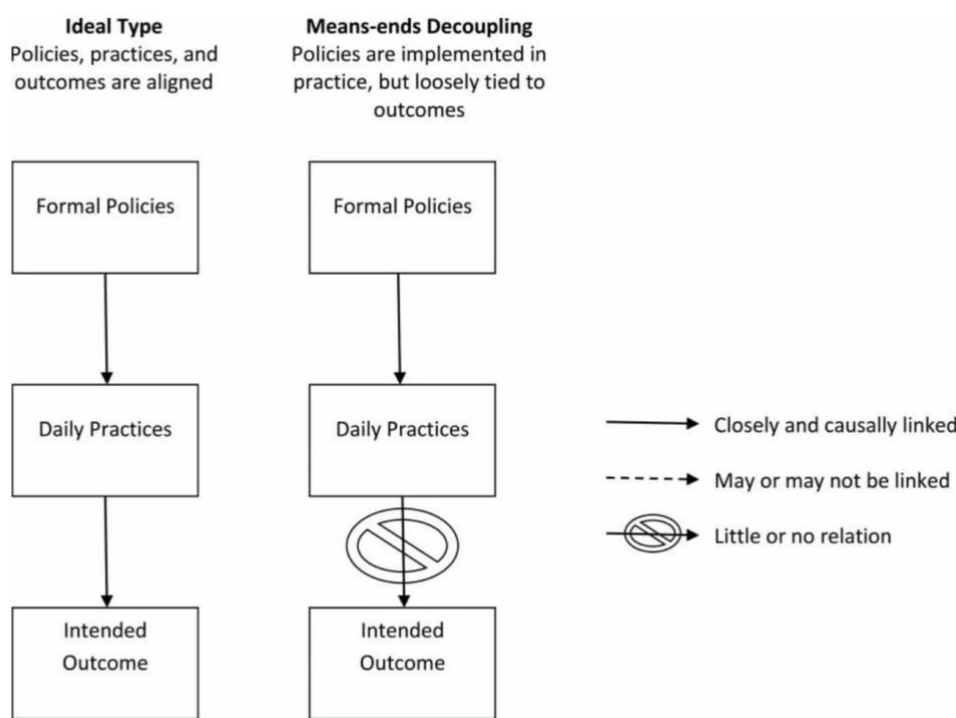 Ideal Type
Policies, practices, and
outcomes are aligned
Means-ends Decoupling
Policies are implemented in
practice, but loosely tied to
outcomes
Formal Policies
Formal Policies
Daily Practices
Daily Practices
Closely and causally linked
May or may not be linked
Little or no relation
Intended
Outcome
Intended
Outcome